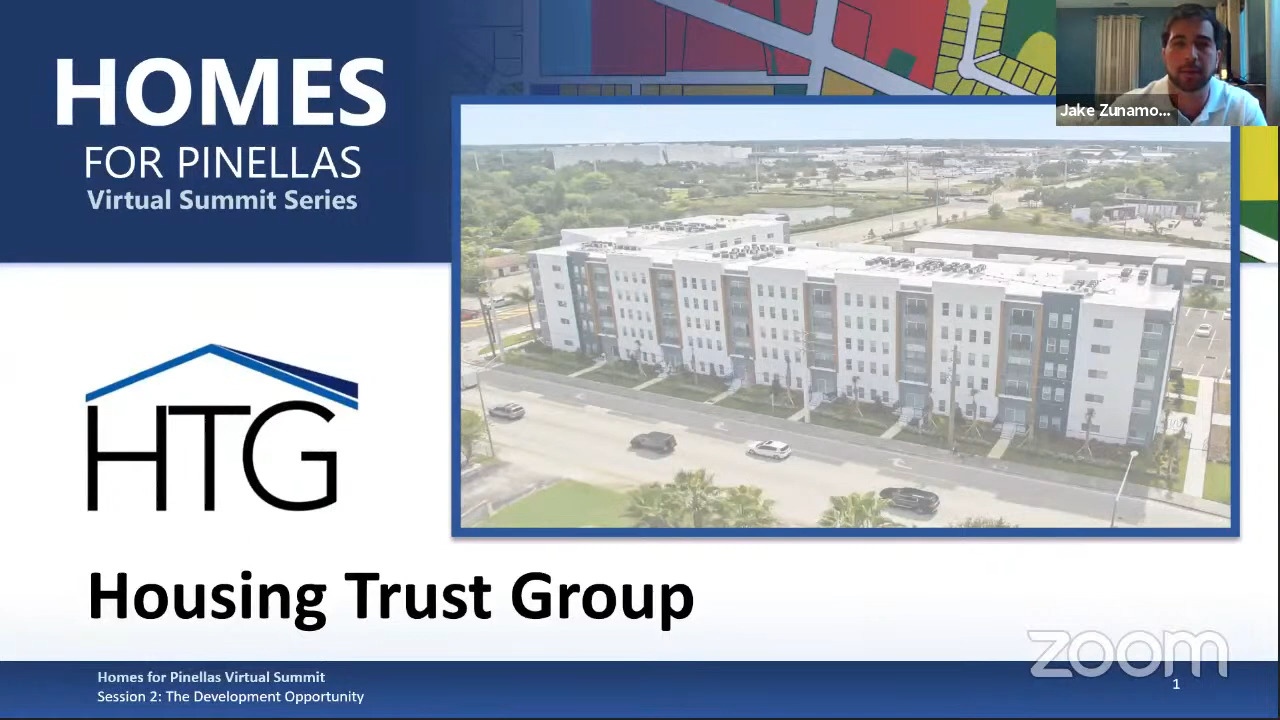 HOMES
FOR PINELLAS
Virtual Summit Series
Jake Zunamo...
HTG
Housing Trust Group
zoom
Homes for Pinellas Virtual Summit
Session 2: The Development Opportunity
1